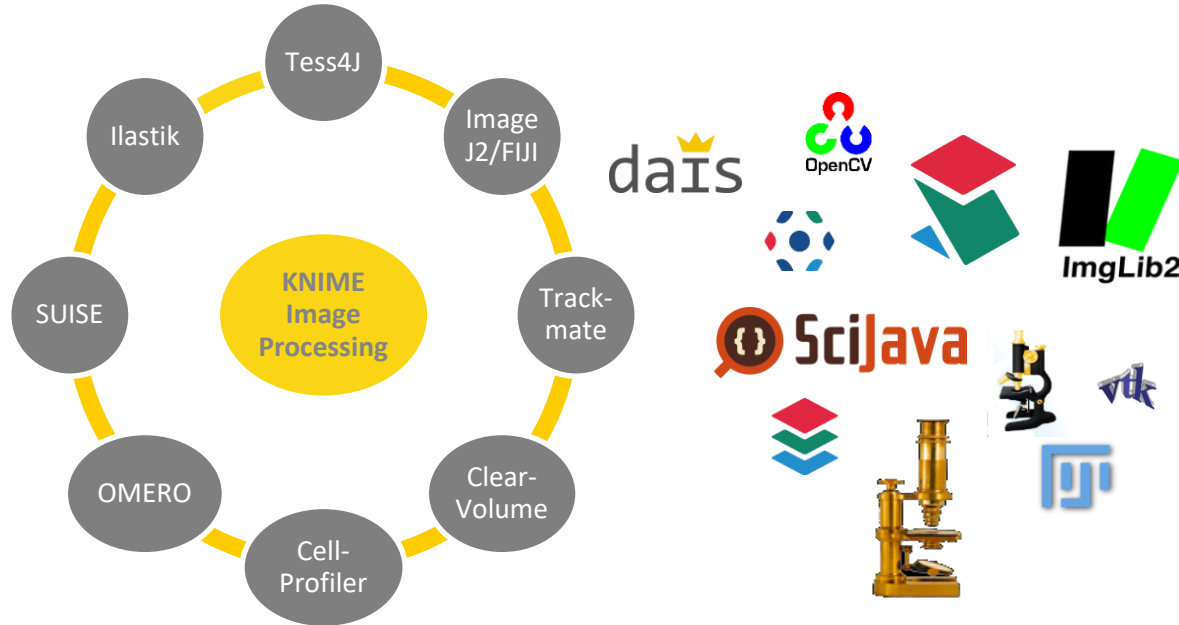 Tess4J
Image
J2/FIJI
Track-
mate
Clear-
Volume
Cell-
Profiler
OMERO
SUISE
Ilastik
KNIME
Image
Processing
dais
OpenCV
ImgLib2
SciJava
vtk